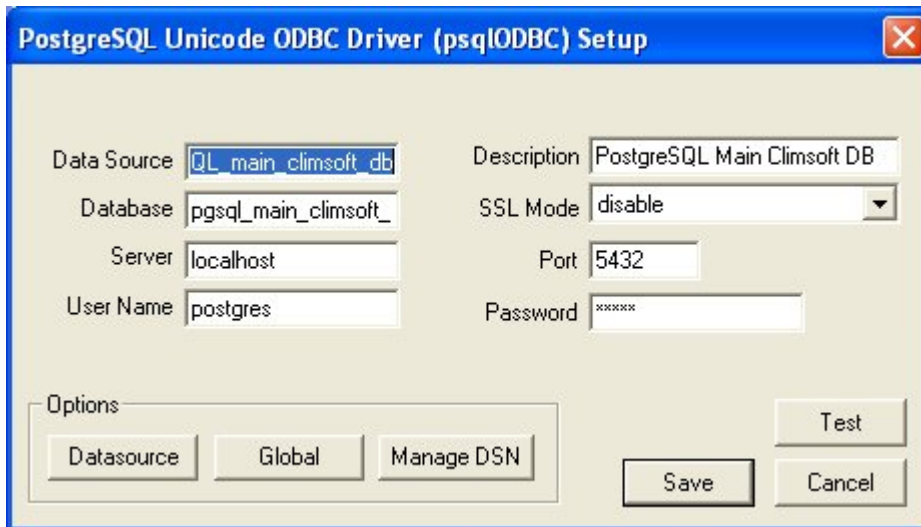 PostgreSQL Unicode ODBC Driver (psqlODBC) Setup
Data Source QL_main_climsoft_db Description PostgreSQL Main Climsoft DB
Database pgsql_main_climsoft_ SSL Mode disable
Server localhost Port 5432
User Name postgres Password *****
Options
Datasource Global Manage DSN
Test
Save Cancel